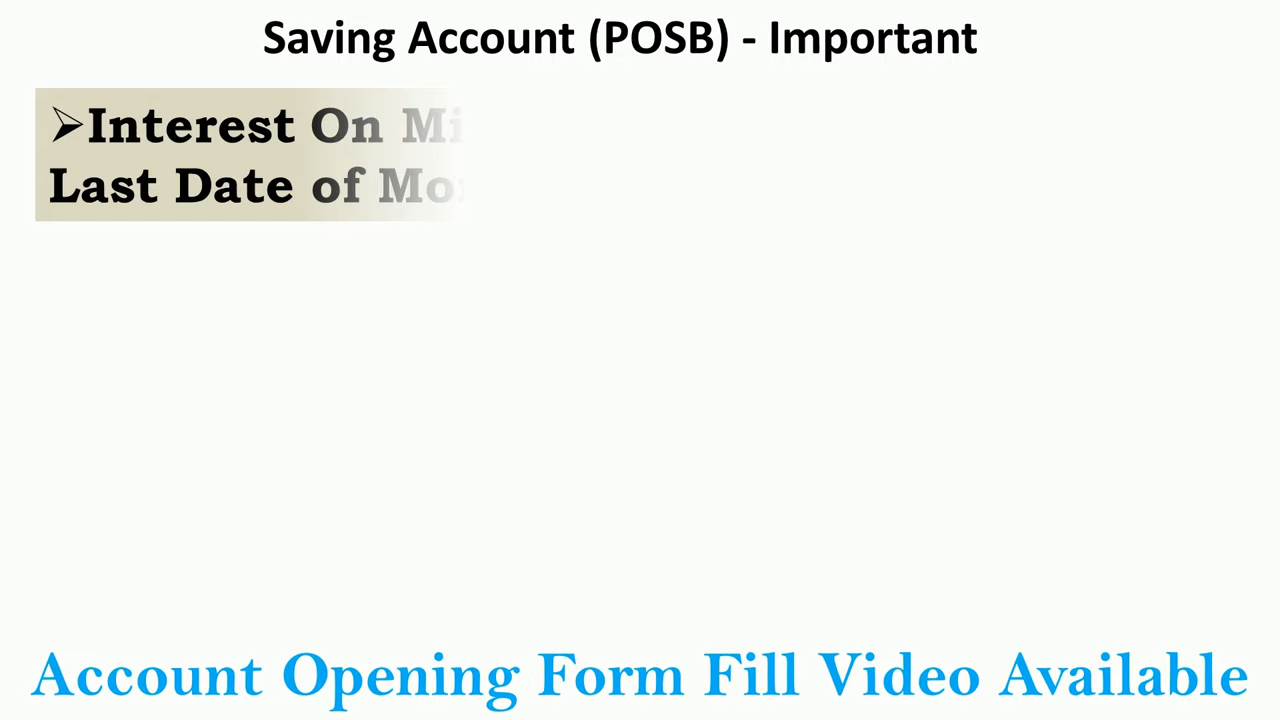 Saving Account (POSB) - Important
➢Interest On
Last Date of
Account Opening Form Fill Video Available